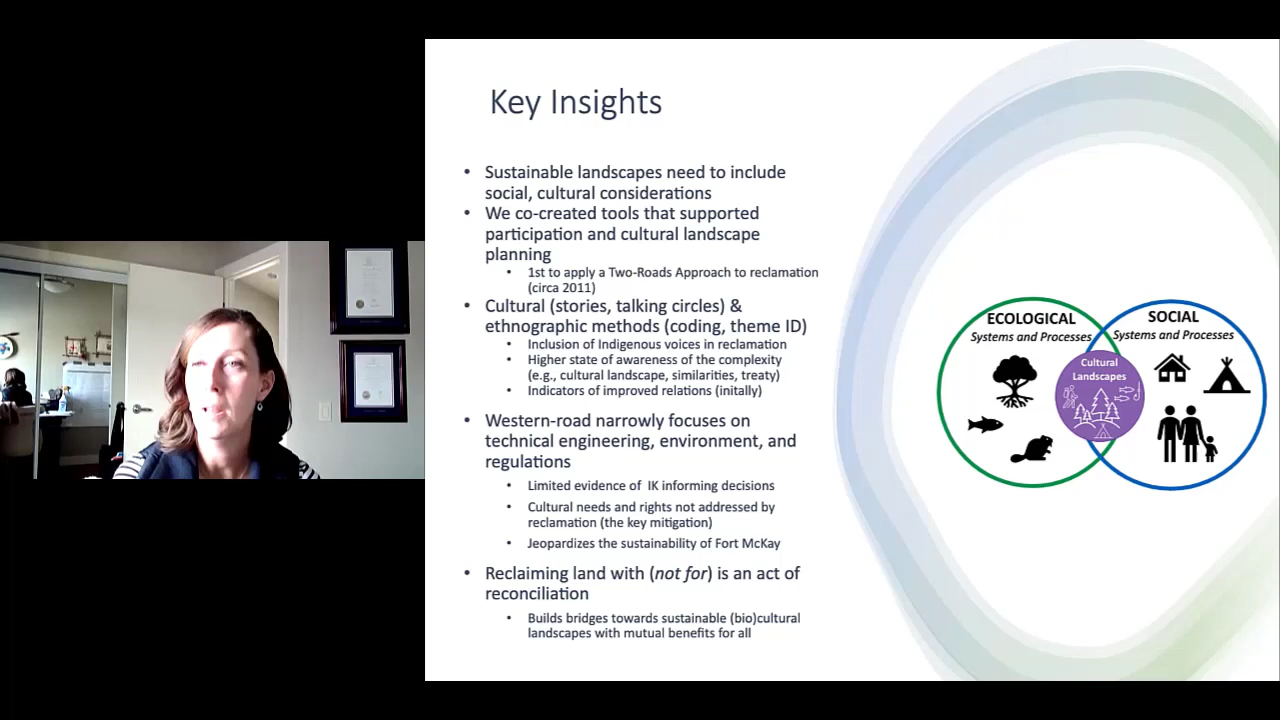 Key Insights
• Sustainable landscapes need to include
social, cultural considerations
• We co-created tools that supported
participation and cultural landscape
planning
• 1st to apply a Two-Roads Approach to reclamation
(circa 2011)
• Cultural (stories, talking circles) &
ethnographic methods (coding, theme ID)
• Inclusion of Indigenous voices in reclamation
• Higher state of awareness of the complexity
(e.g., cultural landscape, similarities, treaty)
• Indicators of improved relations (initally)
• Western-road narrowly focuses on
technical engineering, environment, and
regulations
• Limited evidence of IK informing decisions
• Cultural needs and rights not addressed by
reclamation (the key mitigation)
• Jeopardizes the sustainability of Fort McKay
• Reclaiming land with (not for) is an act of
reconciliation
• Builds bridges towards sustainable (bio)cultural
landscapes with mutual benefits for all
ECOLOGICAL
Systems and Processes
SOCIAL
Systems and Processes
Cultural
Landscapes